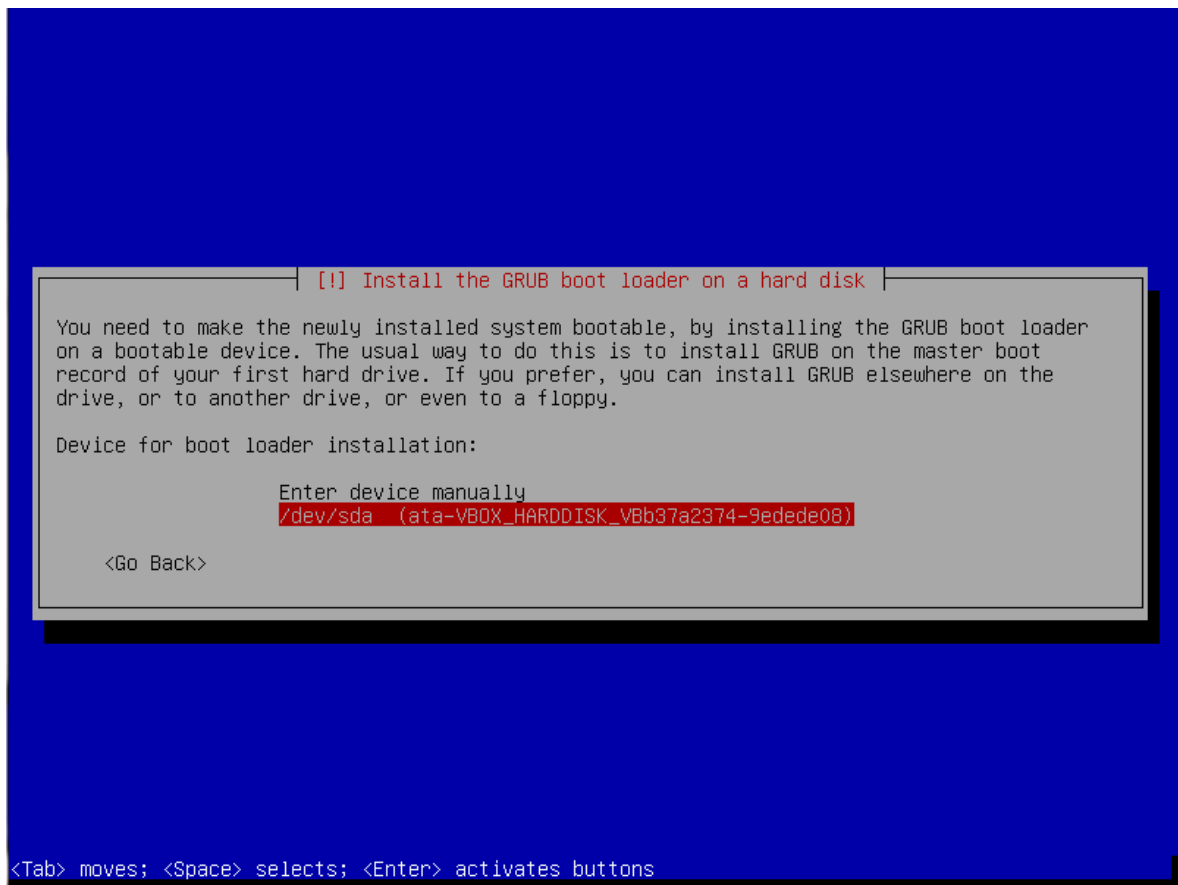 [!] Install the GRUB boot loader on a hard disk
You need to make the newly installed system bootable, by installing the GRUB boot loader
on a bootable device. The usual way to do this is to install GRUB on the master boot
record of your first hard drive. If you prefer, you can install GRUB elsewhere on the
drive, or to another drive, or even to a floppy.
Device for boot loader installation:
Enter device manually
/dev/sda  (ata-VBOX_HARDDISK_VBb37a2374-9edede08)
<Go Back>
<Tab> moves; <Space> selects; <Enter> activates buttons